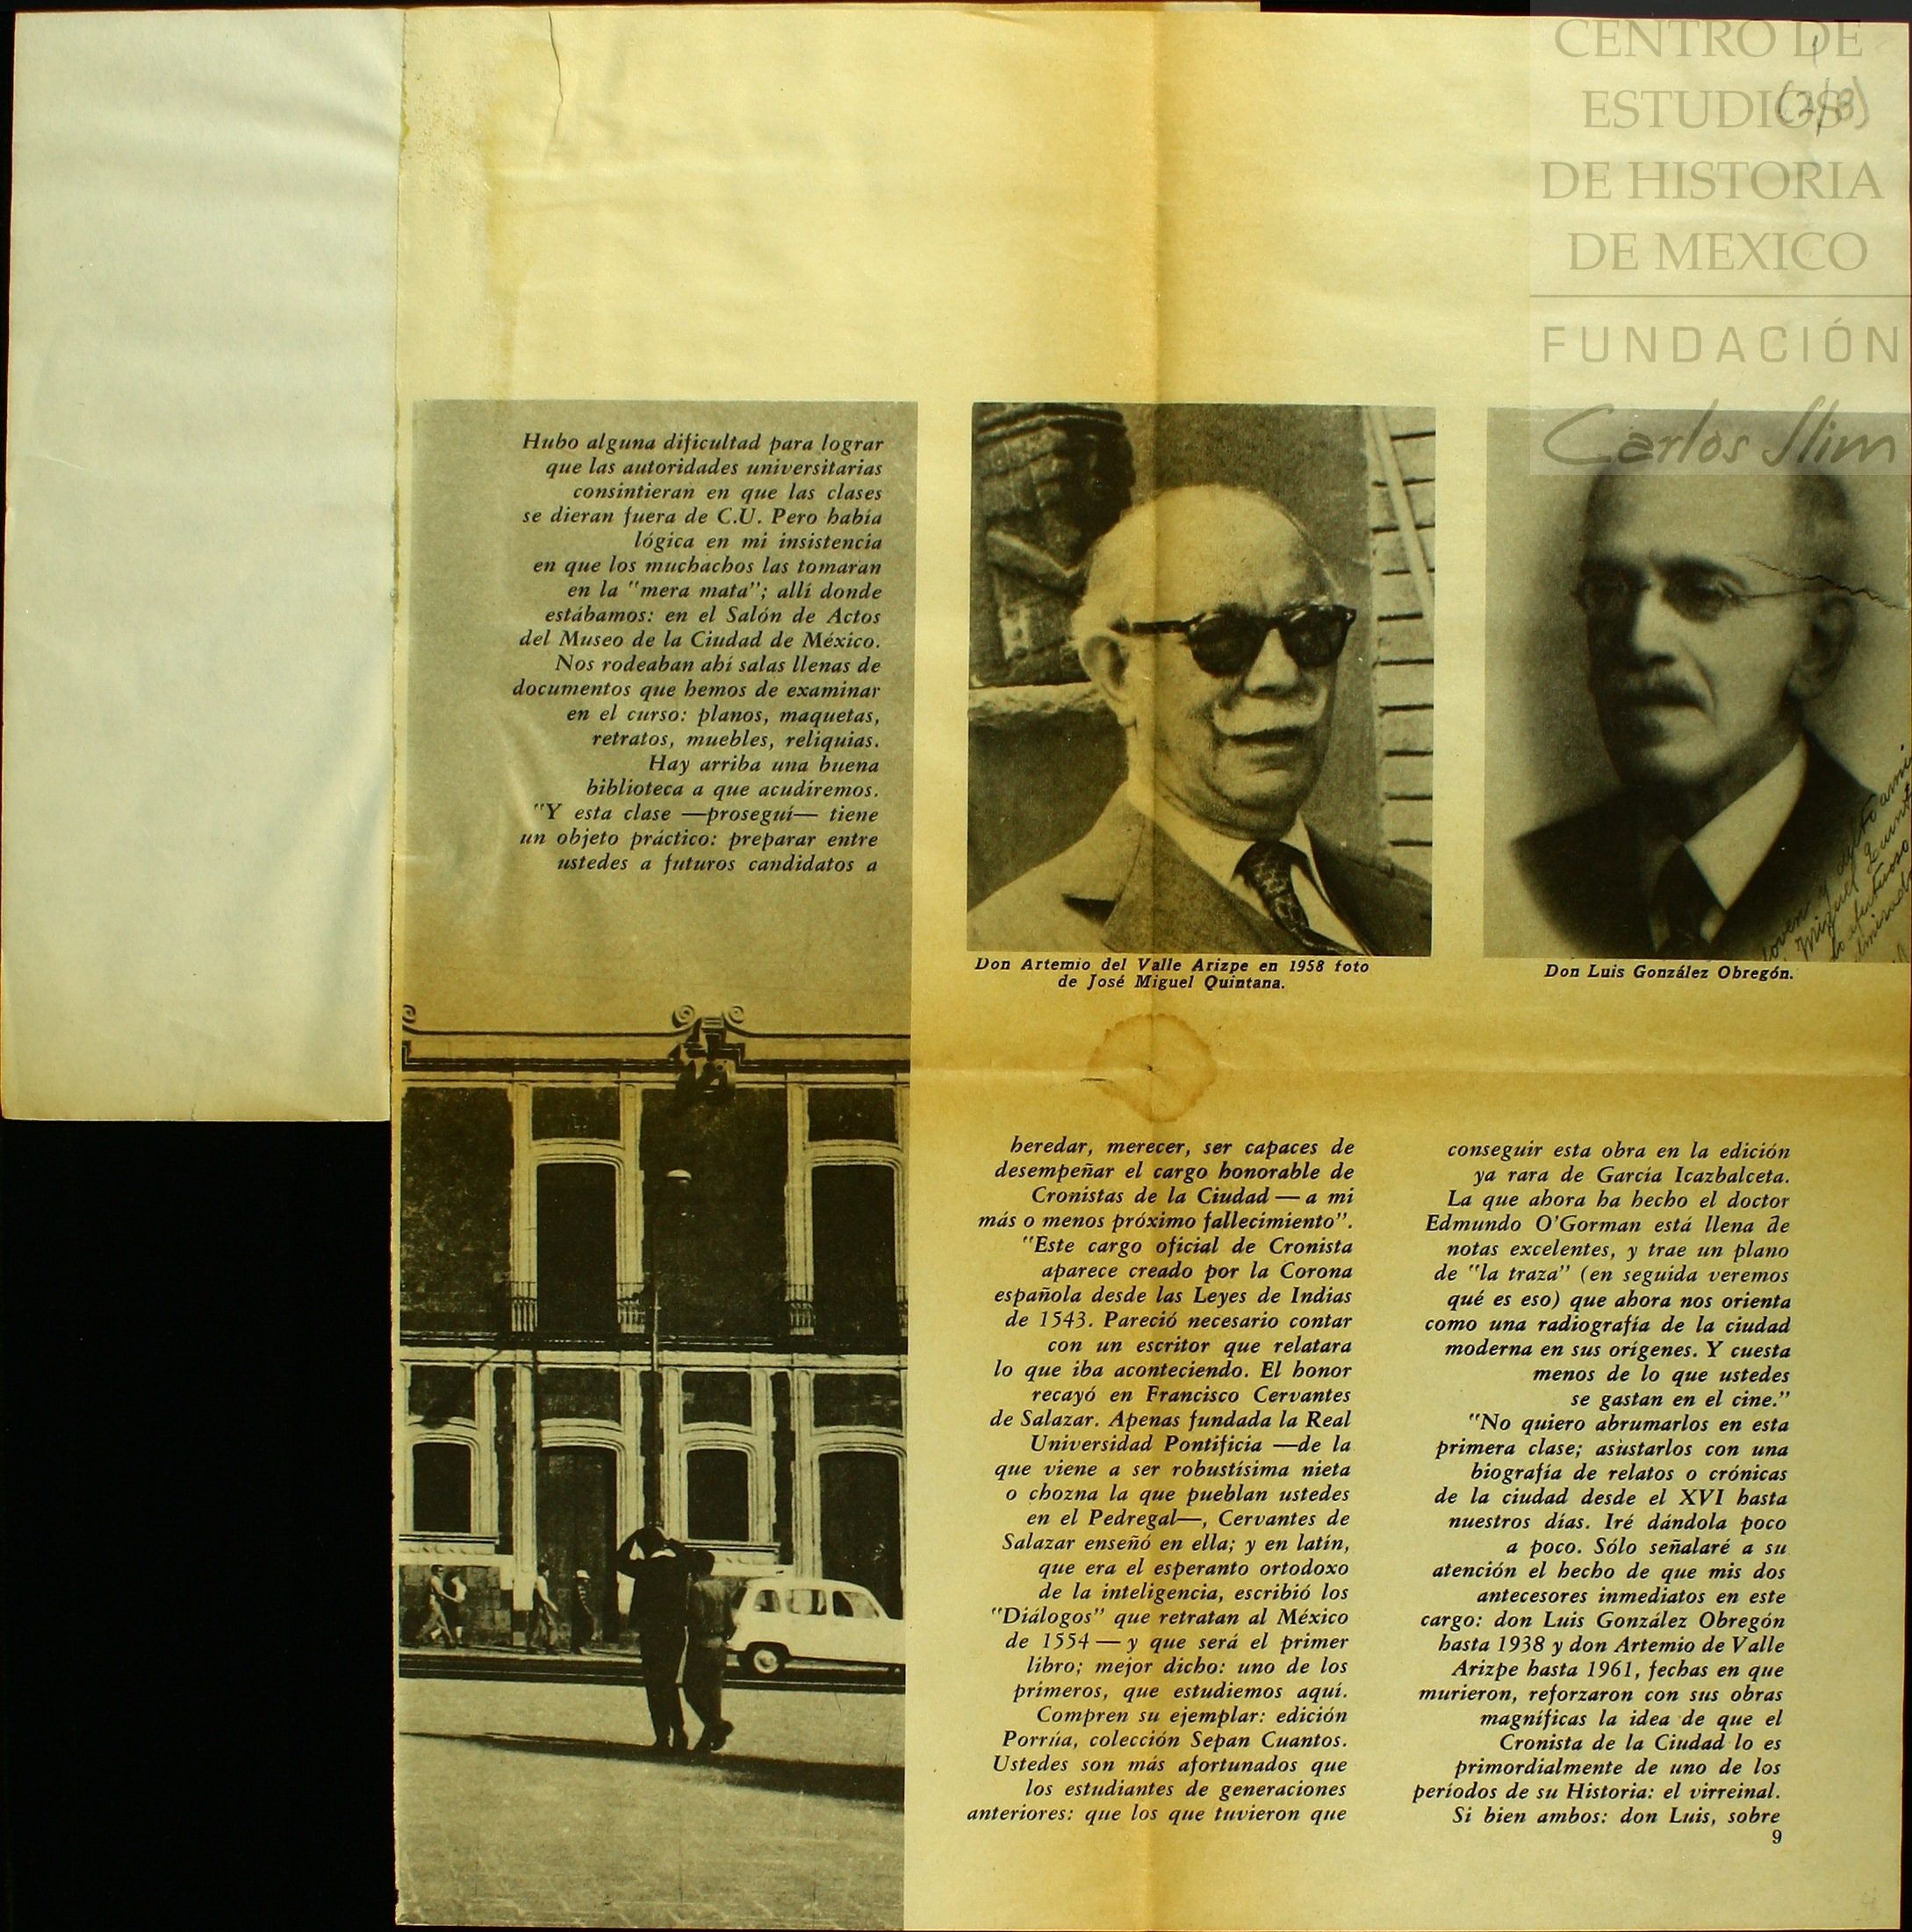 CENTRO DE
ESTUDIOS
DE HISTORIA
DE MEXICO
FUNDACIÓN
Carlos Slim
Hubo alguna dificultad para lograr
que las autoridades universitarias
consintieran en que las clases
se dieran fuera de C.U. Pero había
lógica en mi insistencia
en que los muchachos las tomaran
en la "mera mata"; allí donde
estábamos: en el Salón de Actos
del Museo de la Ciudad de México.
Nos rodeaban ahí salas llenas de
documentos que hemos de examinar
en el curso: planos, maquetas,
retratos, muebles, reliquias.
Hay arriba una buena
biblioteca a que acudiremos.
"Y esta clase —proseguí— tiene
un objeto práctico: preparar entre
ustedes a futuros candidatos a
Don Artemio del Valle Arizpe en 1958 foto
de José Miguel Quintana.
Miguel
Don Luis González Obregón.
heredar, merecer, ser capaces de
desempeñar el cargo honorable de
Cronistas de la Ciudad — a mi
más o menos próximo fallecimiento".
"Este cargo oficial de Cronista
aparece creado por la Corona
española desde las Leyes de Indias
de 1543. Pareció necesario contar
con un escritor que relatara
lo que iba aconteciendo. El honor
recayó en Francisco Cervantes
de Salazar. Apenas fundada la Real
Universidad Pontificia —de la
que viene a ser robustísima nieta
o chozna la que pueblan ustedes
en el Pedregal—, Cervantes de
Salazar enseñó en ella; y en latín,
que era el esperanto ortodoxo
de la inteligencia, escribió los
"Diálogos" que retratan al México
de 1554 — y que será el primer
libro; mejor dicho: uno de los
primeros, que estudiemos aquí.
Compren su ejemplar: edición
Porrúa, colección Sepan Cuantos.
Ustedes son más afortunados que
los estudiantes de generaciones
anteriores: que los que tuvieron que
conseguir esta obra en la edición
ya rara de García Icazbalceta.
La que ahora ha hecho el doctor
Edmundo O'Gorman está llena de
notas excelentes, y trae un plano
de "la traza" (en seguida veremos
qué es eso) que ahora nos orienta
como una radiografía de la ciudad
moderna en sus orígenes. Y cuesta
menos de lo que ustedes
se gastan en el cine."
"No quiero abrumarlos en esta
primera clase; asustarlos con una
biografía de relatos o crónicas
de la ciudad desde el XVI hasta
nuestros días. Iré dándola poco
a poco. Sólo señalaré a su
atención el hecho de que mis dos
antecesores inmediatos en este
cargo: don Luis González Obregón
hasta 1938 y don Artemio de Valle
Arizpe hasta 1961, fechas en que
murieron, reforzaron con sus obras
magníficas la idea de que el
Cronista de la Ciudad lo es
primordialmente de uno de los
períodos de su Historia: el virreinal.
Si bien ambos: don Luis, sobre
9